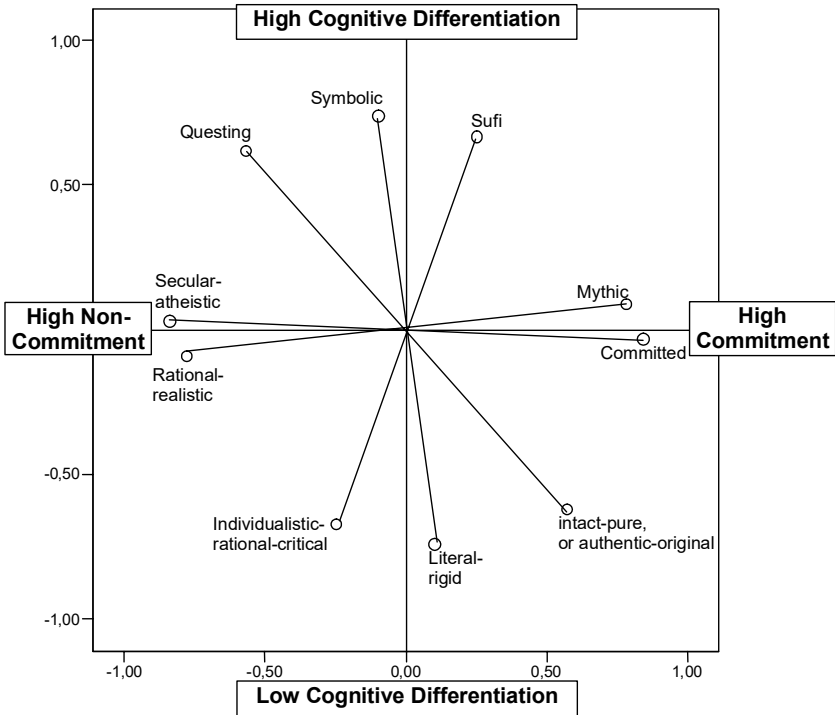 High Cognitive Differentiation
1,00
Symbolic
Sufi
Questing
0,50
Secular-
atheistic
Mythic
High Non-
Commitment
High
Commitment
Committed
Rational-
realistic
-0,50
Individualistic-
rational-critical
intact-pure,
or authentic-original
Literal-
rigid
-1,00
-1,00
-0,50
0,00
0,50
1,00
Low Cognitive Differentiation